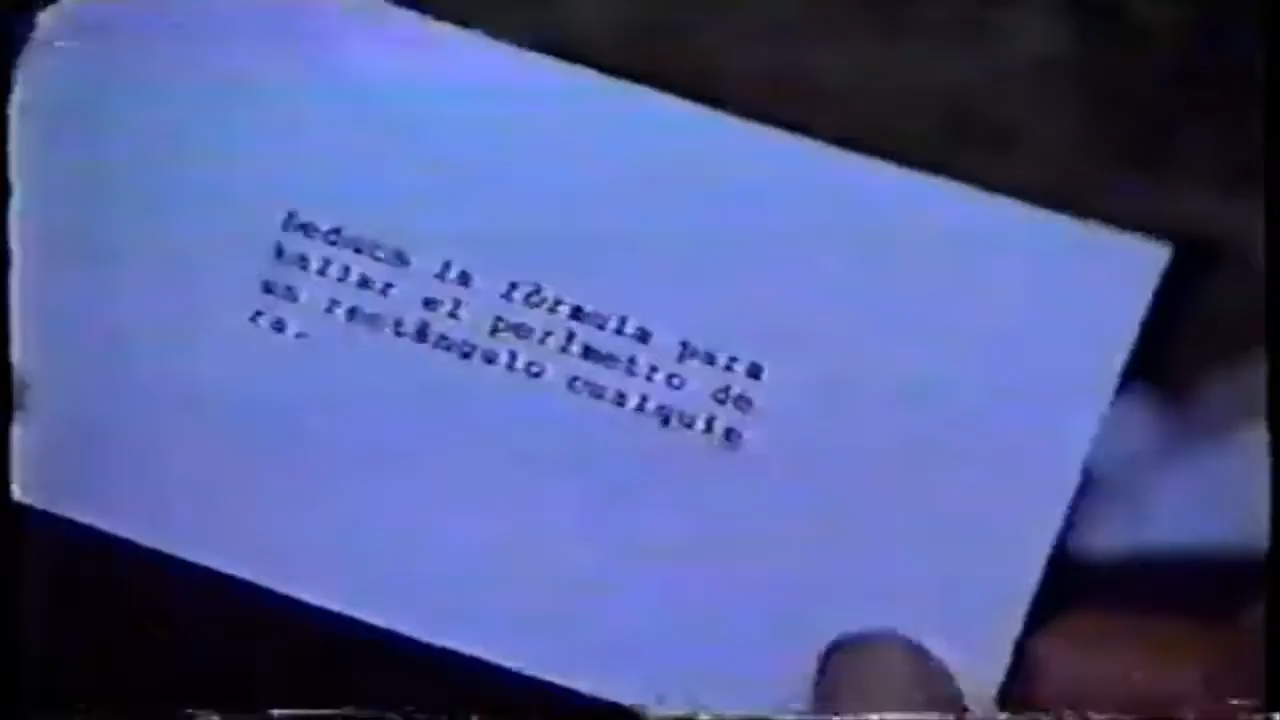 Deduce la fórmula para
hallar el perímetro de
un rectángulo cualquie
ra.